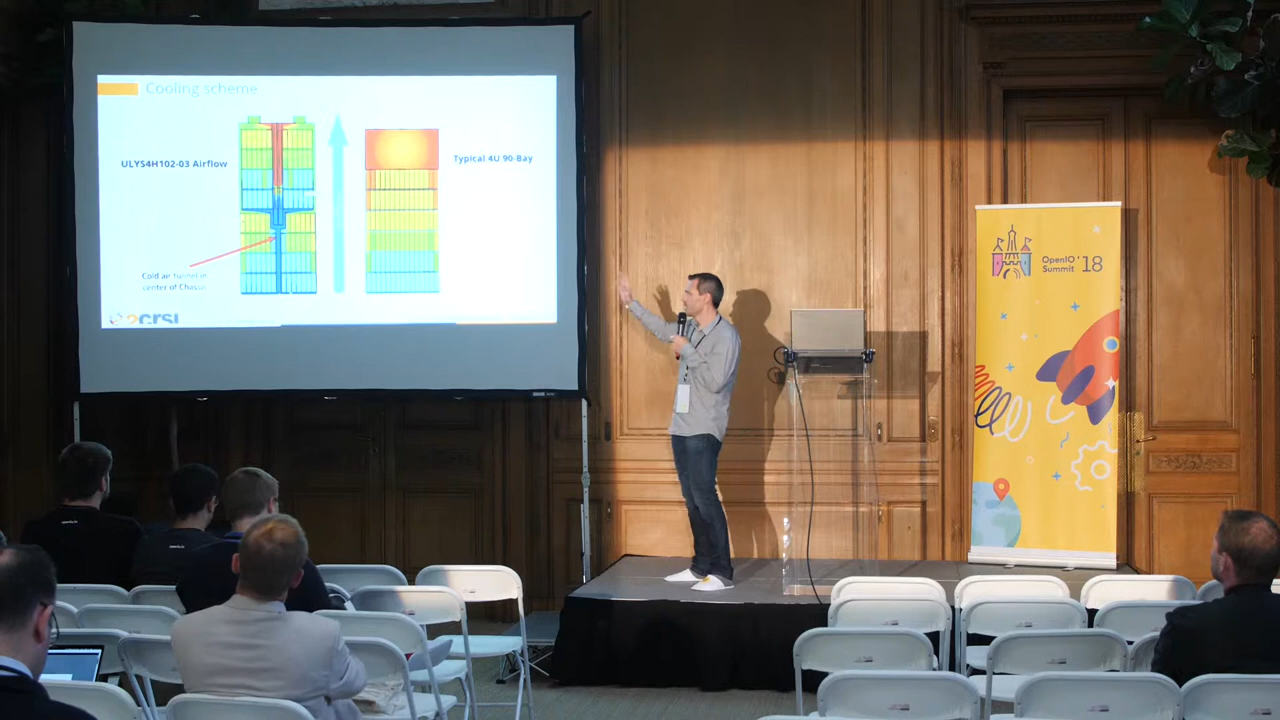 Cooling scheme
ULYS4H102-03 Airflow
Typical 4U 90-Bay
Cold air tunnel in
center of Chassis
2crsi
OpenIO
Summit '18